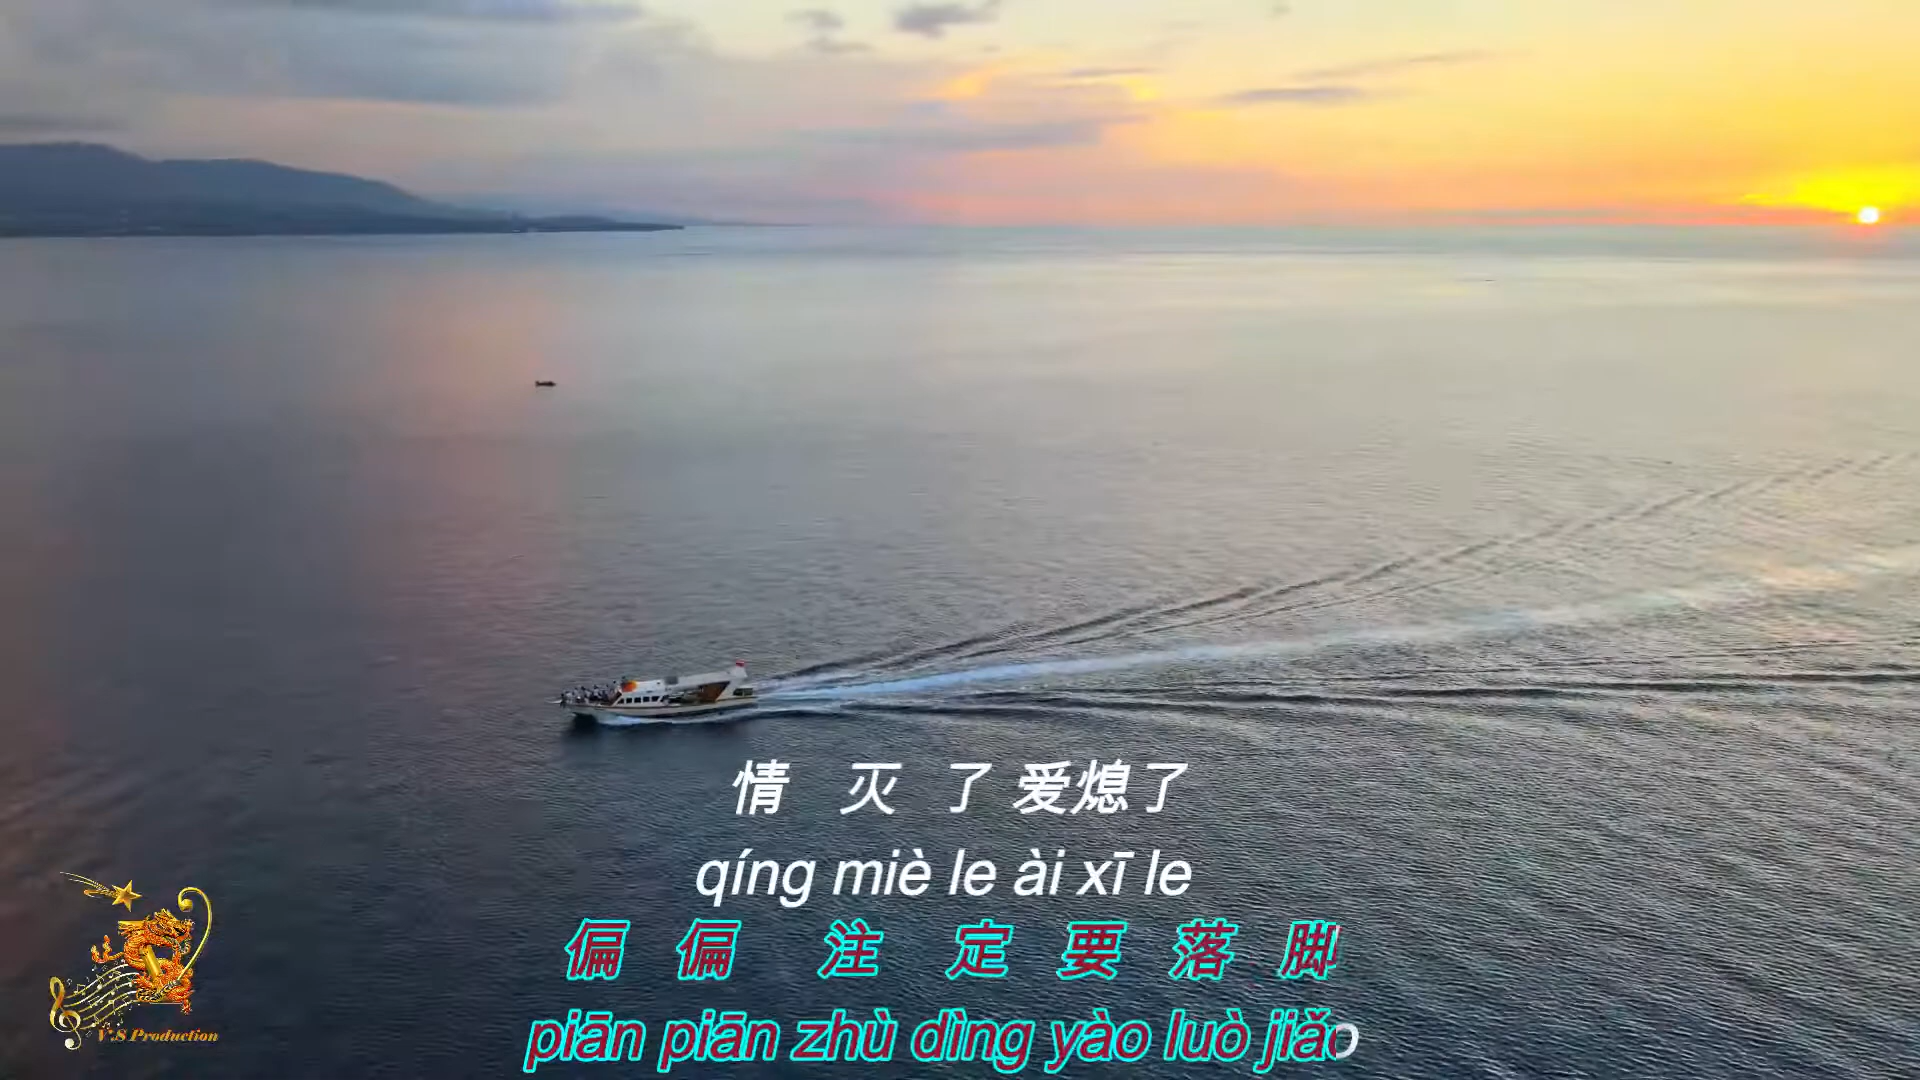 情 灭 了 爱熄了
qíng miè le ài xī le
偏 偏 注 定 要 落 脚
piān piān zhù dìng yào luò jiǎo
V.S.Production